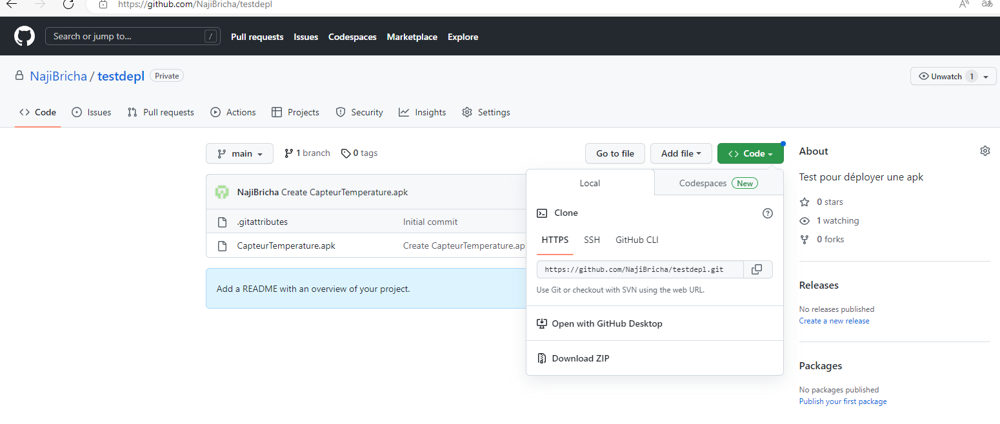 https://github.com/NajiBricha/testdepl
Search or jump to... / Pull requests Issues Codespaces Marketplace Explore
NajiBricha / testdepl Private
Unwatch 1
Code Issues Pull requests Actions Projects Security Insights Settings
main 1 branch 0 tags Go to file Add file Code
NajiBricha Create CapteurTemperature.apk
.gitattributes Initial commit
CapteurTemperature.apk Create CapteurTemperature.ap
Add a README with an overview of your project.
Local Codespaces New
Clone
HTTPS SSH GitHub CLI
https://github.com/NajiBricha/testdepl.git
Use Git or checkout with SVN using the web URL.
Open with GitHub Desktop
Download ZIP
About
Test pour déployer une apk
0 stars
1 watching
0 forks
Releases
No releases published
Create a new release
Packages
No packages published
Publish your first package